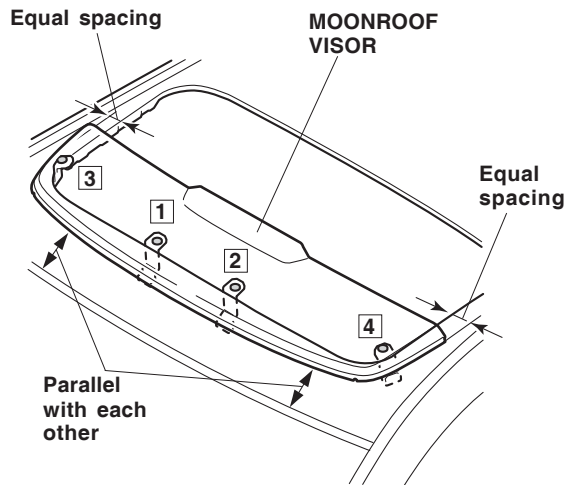 Equal spacing
MOONROOF
VISOR
3
1
2
4
Equal
spacing
Parallel
with each
other